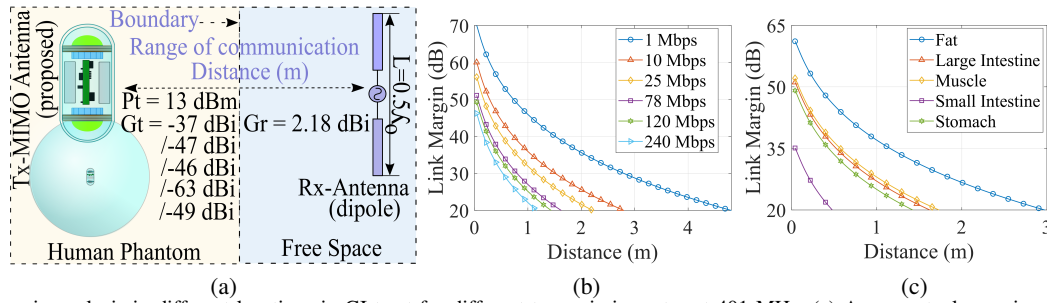 Tx-MIMO Antenna
(proposed)
Boundary
Range of communication
Distance (m)
Pt = 13 dBm
Gt = -37 dBi
/-47 dBi
/-46 dBi
/-63 dBi
/-49 dBi
Human Phantom
Gr = 2.18 dBi
L=0.5λ₀
Rx-Antenna
(dipole)
Free Space
(a)
Link Margin (dB)
70
60
50
40
30
20
0
1
2
3
4
Distance (m)
1 Mbps
10 Mbps
25 Mbps
78 Mbps
120 Mbps
240 Mbps
(b)
Link Margin (dB)
65
50
35
20
0
1
2
3
Distance (m)
Fat
Large Intestine
Muscle
Small Intestine
Stomach
(c)